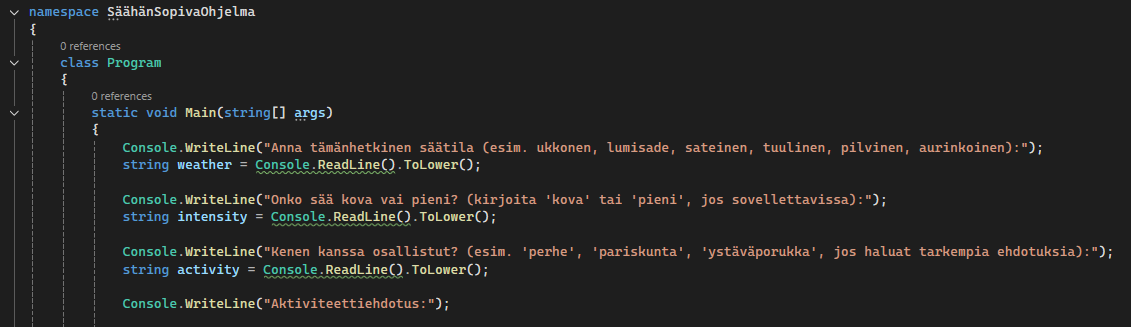 namespace SäähänSopivaOhjelma
{
0 references
class Program
{
0 references
static void Main(string[] args)
{
Console.WriteLine("Anna tämänhetkinen säätila (esim. ukkonen, lumisade, sateinen, tuulinen, pilvinen, aurinkoinen):");
string weather = Console.ReadLine().ToLower();
Console.WriteLine("Onko sää kova vai pieni? (kirjoita 'kova' tai 'pieni', jos sovellettavissa):");
string intensity = Console.ReadLine().ToLower();
Console.WriteLine("Kenen kanssa osallistut? (esim. 'perhe', 'pariskunta', 'ystäväporukka', jos haluat tarkempia ehdotuksia):");
string activity = Console.ReadLine().ToLower();
Console.WriteLine("Aktiviteettiehdotus:");